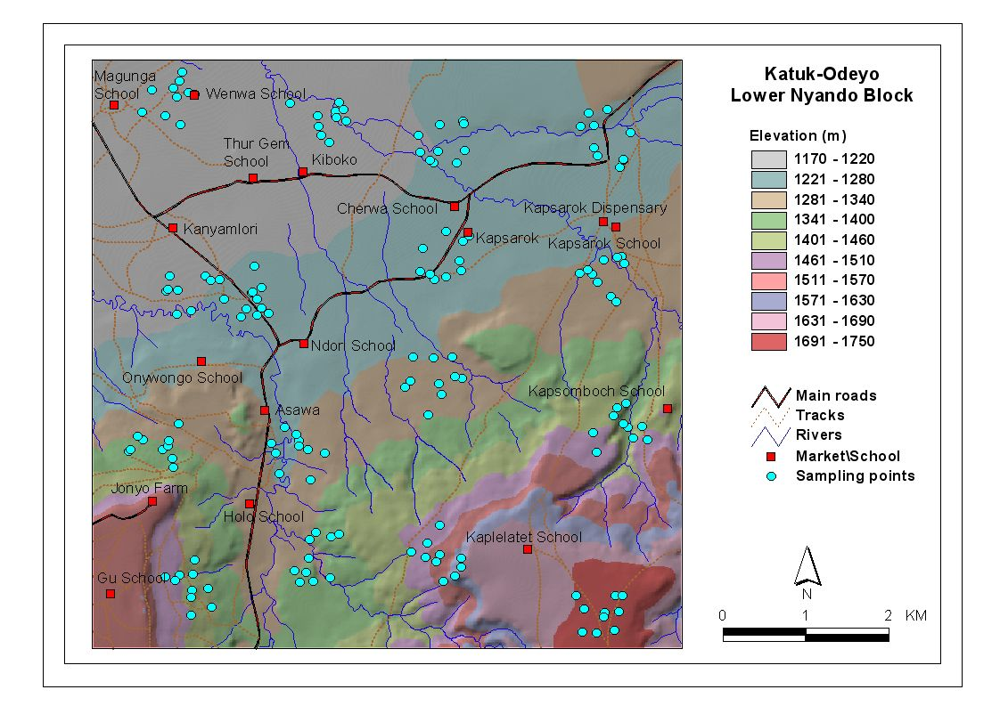 Katuk-Odeyo
Lower Nyando Block
Magunga
School
Wenwa School
Thur Gem
School
Kiboko
Cherwa School
Kapsarok Dispensary
Kanyamlori
Kapsarok
Kapsarok School
Ndori School
Onywongo School
Kapsomboch School
Asawa
Jonyo Farm
Holo School
Kaplelatet School
Gu School
Elevation (m)
1170 - 1220
1221 - 1280
1281 - 1340
1341 - 1400
1401 - 1460
1461 - 1510
1511 - 1570
1571 - 1630
1631 - 1690
1691 - 1750
Main roads
Tracks
Rivers
Market\School
Sampling points
N
0 1 2 KM